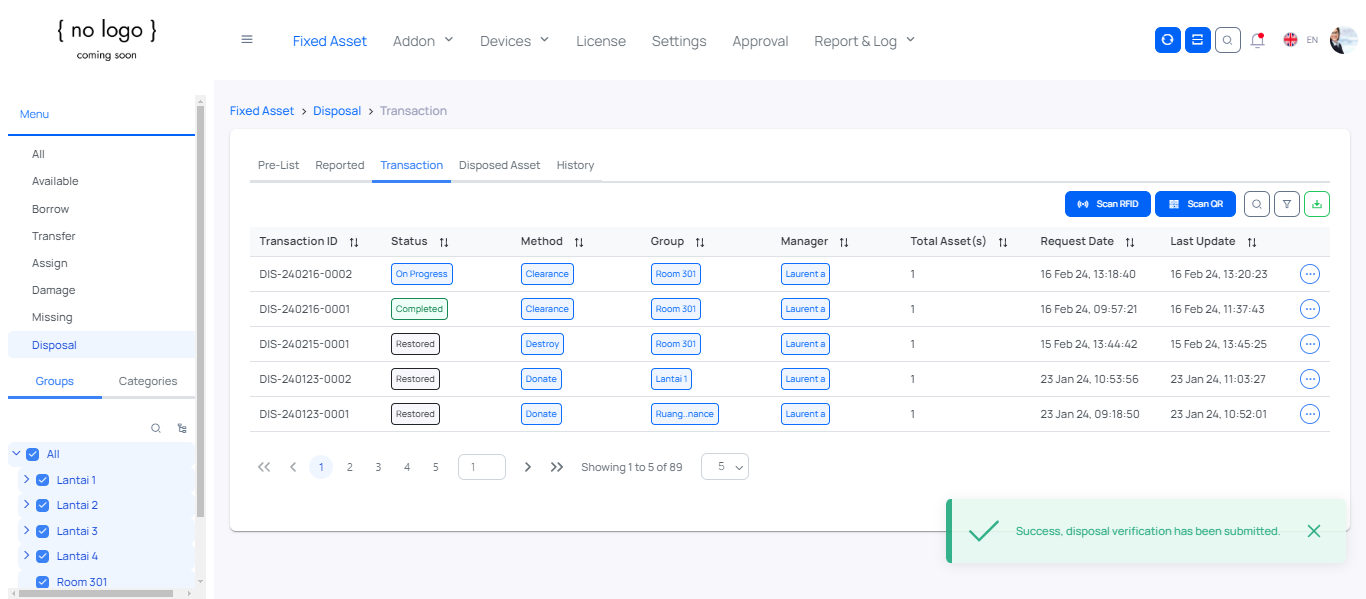 { no logo }
coming soon
Fixed Asset Addon Devices License Settings Approval Report & Log EN
Menu
All
Available
Borrow
Transfer
Assign
Damage
Missing
Disposal
Groups Categories
All
Lantai 1
Lantai 2
Lantai 3
Lantai 4
Room 301
Fixed Asset > Disposal > Transaction
Pre-List Reported Transaction Disposed Asset History
Scan RFID Scan QR
Transaction ID Status Method Group Manager Total Asset(s) Request Date Last Update
DIS-240216-0002 On Progress Clearance Room 301 Laurent a 1 16 Feb 24, 13:18:40 16 Feb 24, 13:20:23
DIS-240216-0001 Completed Clearance Room 301 Laurent a 1 16 Feb 24, 09:57:21 16 Feb 24, 11:37:43
DIS-240215-0001 Restored Destroy Room 301 Laurent a 1 15 Feb 24, 13:44:42 15 Feb 24, 13:45:25
DIS-240123-0002 Restored Donate Lantai 1 Laurent a 1 23 Jan 24, 10:53:56 23 Jan 24, 11:03:27
DIS-240123-0001 Restored Donate Ruang..nance Laurent a 1 23 Jan 24, 09:18:50 23 Jan 24, 10:52:01
1 2 3 4 5 1 Showing 1 to 5 of 89 5
Success, disposal verification has been submitted.